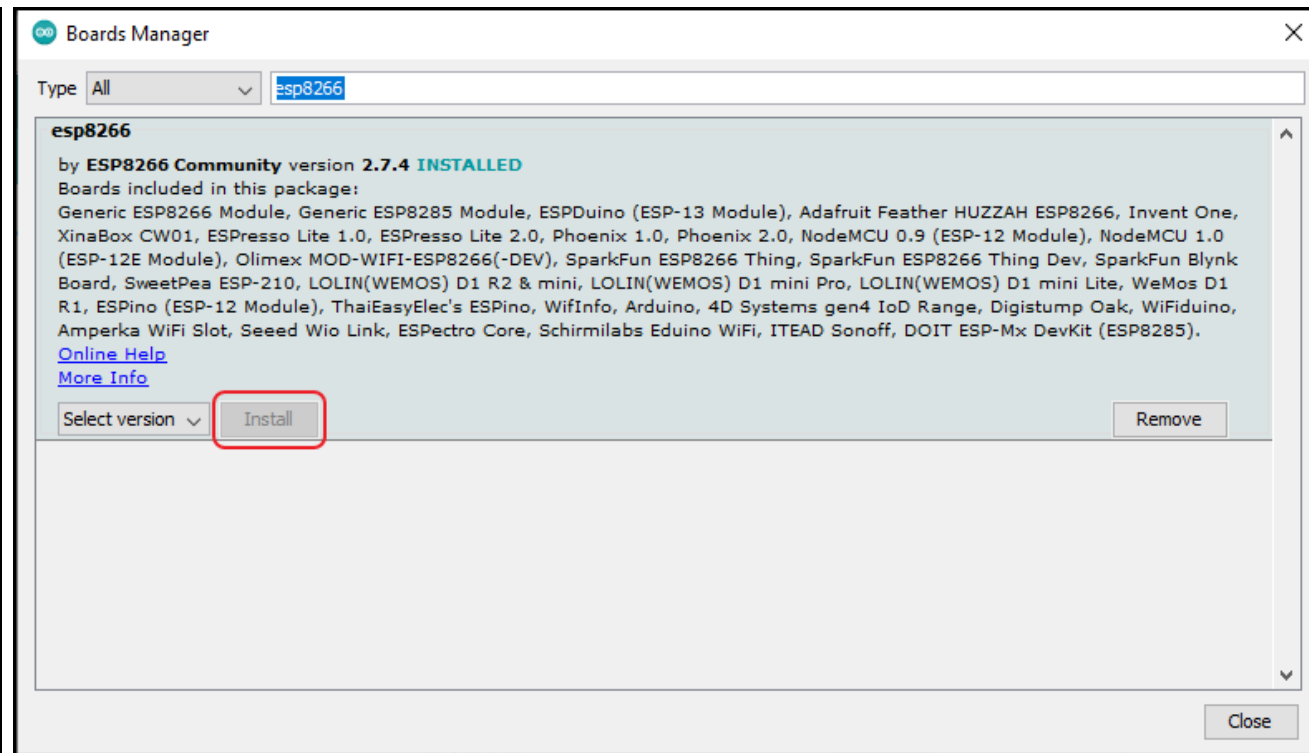 Boards Manager
Type All esp8266
esp8266
by ESP8266 Community version 2.7.4 INSTALLED
Boards included in this package:
Generic ESP8266 Module, Generic ESP8285 Module, ESPDuino (ESP-13 Module), Adafruit Feather HUZZAH ESP8266, Invent One,
XinaBox CW01, ESPresso Lite 1.0, ESPresso Lite 2.0, Phoenix 1.0, Phoenix 2.0, NodeMCU 0.9 (ESP-12 Module), NodeMCU 1.0
(ESP-12E Module), Olimex MOD-WIFI-ESP8266(-DEV), SparkFun ESP8266 Thing, SparkFun ESP8266 Thing Dev, SparkFun Blynk
Board, SweetPea ESP-210, LOLIN(WEMOS) D1 R2 & mini, LOLIN(WEMOS) D1 mini Pro, LOLIN(WEMOS) D1 mini Lite, WeMos D1
R1, ESPino (ESP-12 Module), ThaiEasyElec's ESPino, WifInfo, Arduino, 4D Systems gen4 IoD Range, Digistump Oak, WiFiduino,
Amperka WiFi Slot, Seeed Wio Link, ESPectro Core, Schirmilabs Eduino WiFi, ITEAD Sonoff, DOIT ESP-Mx DevKit (ESP8285).
Online Help
More Info
Select version Install Remove
Close